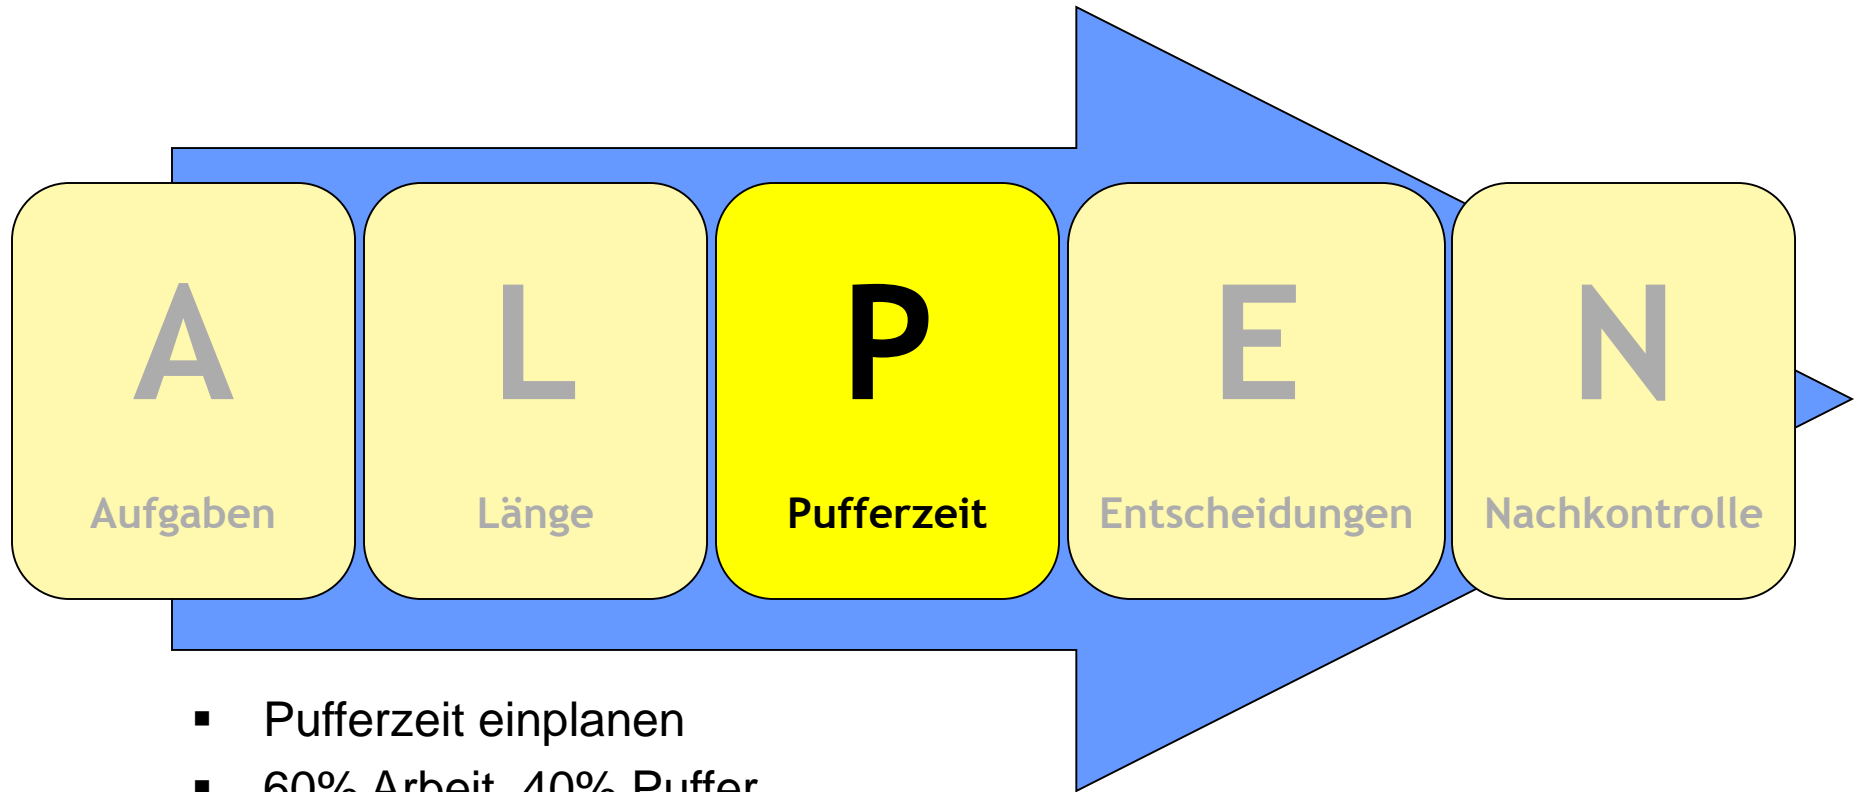 A L P E N
Aufgaben Länge Pufferzeit Entscheidungen Nachkontrolle
▪ Pufferzeit einplanen
▪ 60% Arbeit, 40% Puffer